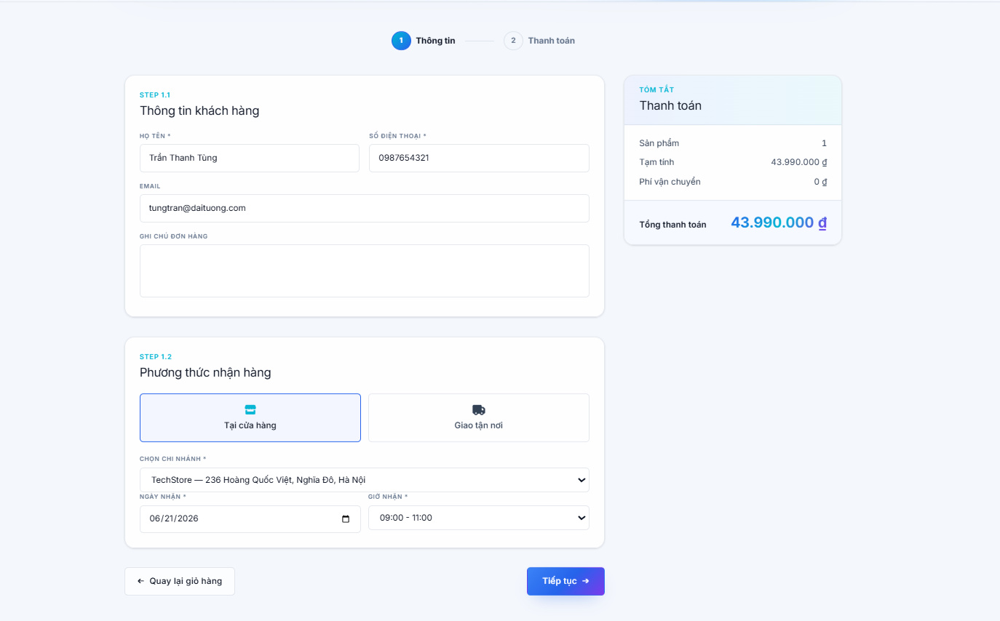 1 Thông tin 2 Thanh toán
STEP 1.1
Thông tin khách hàng
HỌ TÊN * SỐ ĐIỆN THOẠI *
Trần Thanh Tùng 0987654321
EMAIL
tungtran@daituong.com
GHI CHÚ ĐƠN HÀNG
TÓM TẮT
Thanh toán
Sản phẩm 1
Tạm tính 43.990.000 ₫
Phí vận chuyển 0 ₫
Tổng thanh toán 43.990.000 ₫
STEP 1.2
Phương thức nhận hàng
Tại cửa hàng Giao tận nơi
CHỌN CHI NHÁNH *
TechStore — 236 Hoàng Quốc Việt, Nghĩa Đô, Hà Nội
NGÀY NHẬN * GIỜ NHẬN *
06/21/2026 09:00 - 11:00
← Quay lại giỏ hàng Tiếp tục →